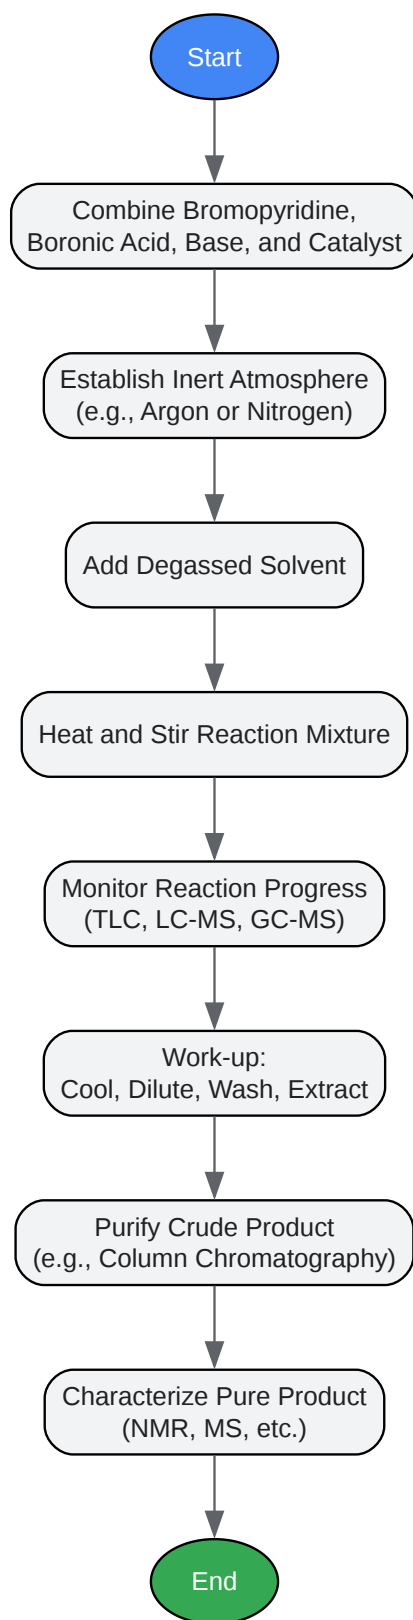 Start
Combine Bromopyridine,
Boronic Acid, Base, and Catalyst
Establish Inert Atmosphere
(e.g., Argon or Nitrogen)
Add Degassed Solvent
Heat and Stir Reaction Mixture
Monitor Reaction Progress
(TLC, LC-MS, GC-MS)
Work-up:
Cool, Dilute, Wash, Extract
Purify Crude Product
(e.g., Column Chromatography)
Characterize Pure Product
(NMR, MS, etc.)
End